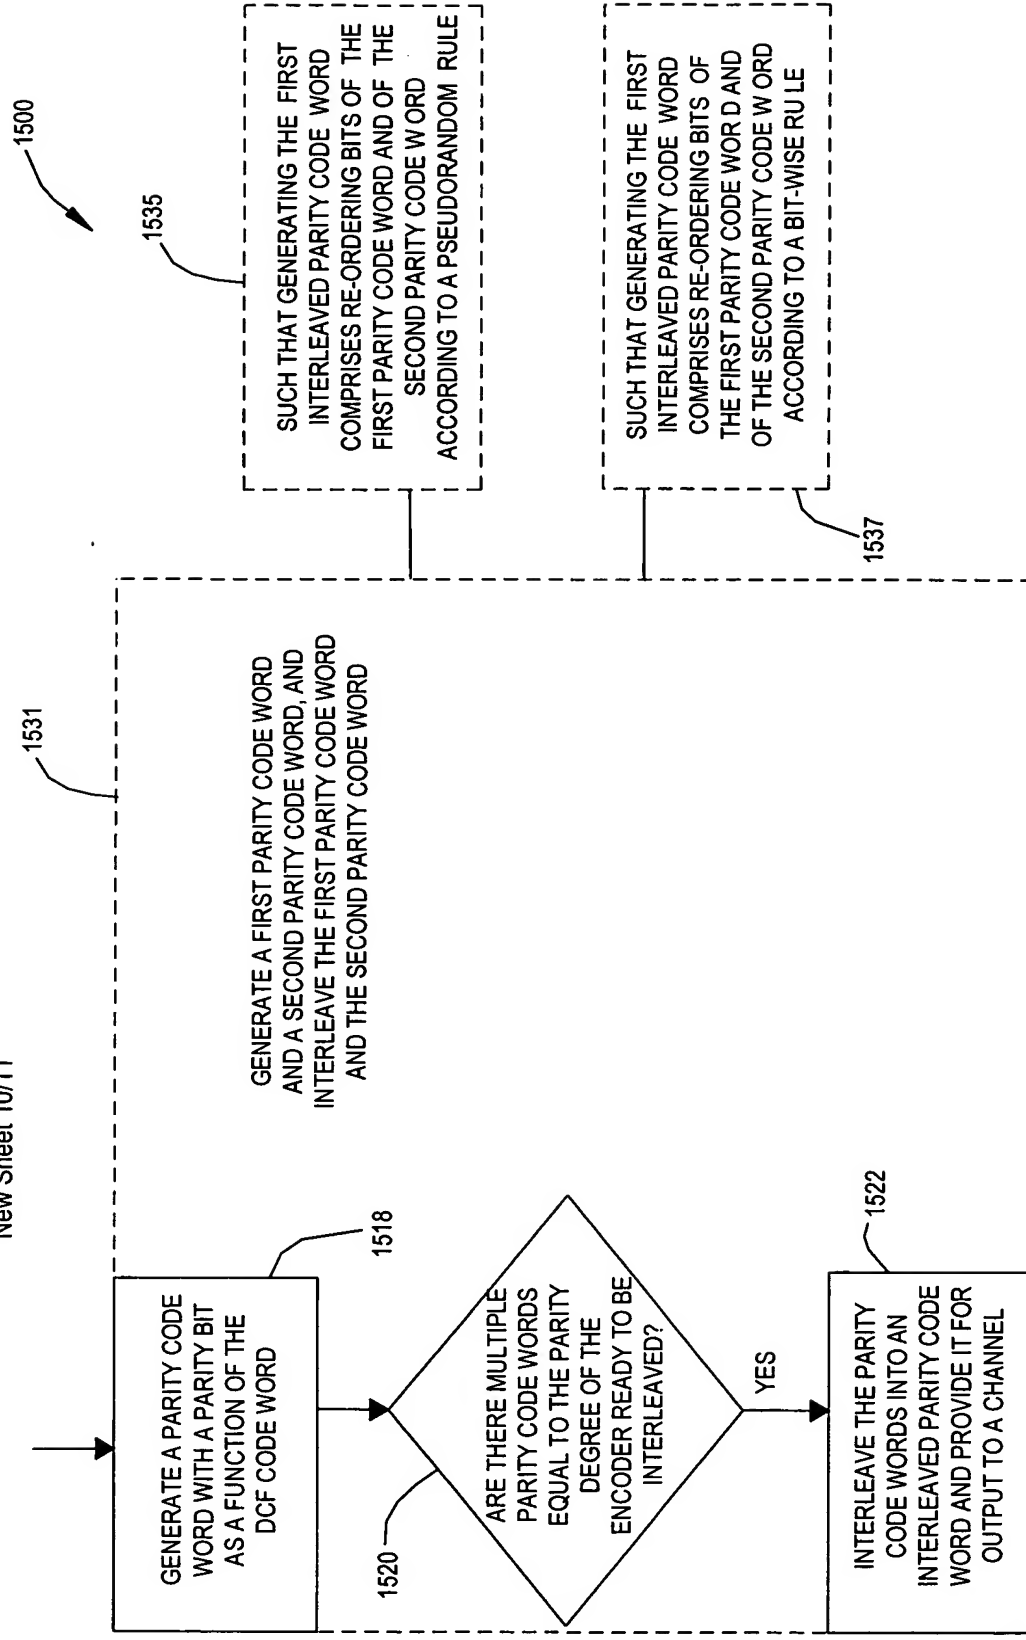 New Sheet 10/11
1500
1531
1535
GENERATE A PARITY CODE
WORD WITH A PARITY BIT
AS A FUNCTION OF THE
DCF CODE WORD
1518
GENERATE A FIRST PARITY CODE WORD
AND A SECOND PARITY CODE WORD, AND
INTERLEAVE THE FIRST PARITY CODE WORD
AND THE SECOND PARITY CODE WORD
SUCH THAT GENERATING THE FIRST
INTERLEAVED PARITY CODE WORD
COMPRISES RE-ORDERING BITS OF THE
FIRST PARITY CODE WORD AND OF THE
SECOND PARITY CODE W ORD
ACCORDING TO A PSEUDORANDOM RULE
1520
ARE THERE MULTIPLE
PARITY CODE WORDS
EQUAL TO THE PARITY
DEGREE OF THE
ENCODER READY TO BE
INTERLEAVED?
YES
SUCH THAT GENERATING THE FIRST
INTERLEAVED PARITY CODE WORD
COMPRISES RE-ORDERING BITS OF
THE FIRST PARITY CODE WOR D AND
OF THE SECOND PARITY CODE W ORD
ACCORDING TO A BIT-WISE RU LE
1537
1522
INTERLEAVE THE PARITY
CODE WORDS INTO AN
INTERLEAVED PARITY CODE
WORD AND PROVIDE IT FOR
OUTPUT TO A CHANNEL